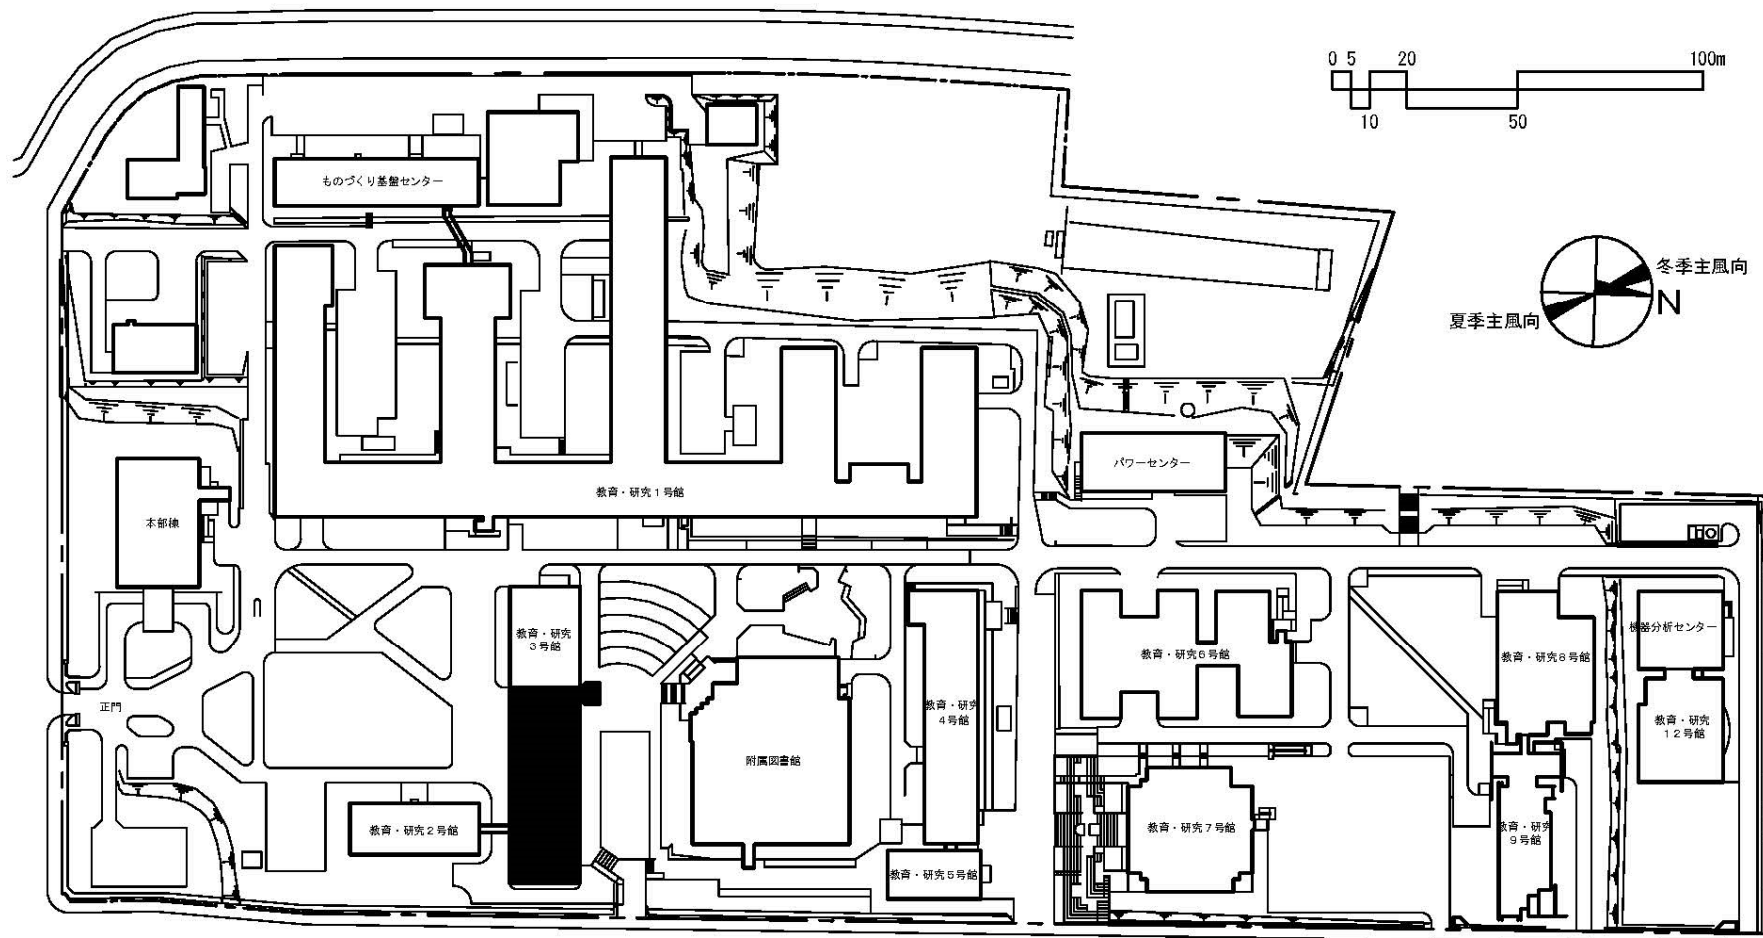 0 5 20 100m
10 50
冬季主風向
N
夏季主風向
ものづくり基盤センター
パワーセンター
教育・研究1号館
本部棟
教育・研究
3号館
機器分析センター
教育・研究6号館
教育・研究8号館
正門
教育・研究
4号館
教育・研究
12号館
附属図書館
教育・研究2号館
教育・研究7号館
教育・研究
9号館
教育・研究5号館